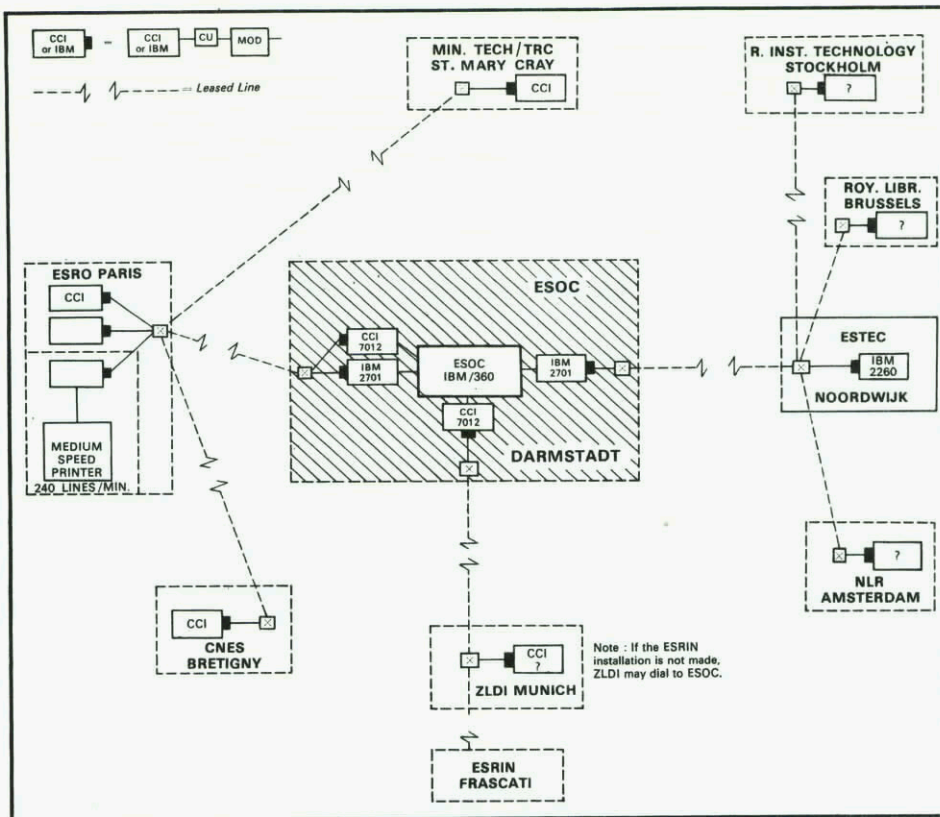 CCI
or IBM
=
CCI
or IBM
CU
MOD
= Leased Line
MIN. TECH/TRC
ST. MARY CRAY
CCI
R. INST. TECHNOLOGY
STOCKHOLM
?
ROY. LIBR.
BRUSSELS
?
ESRO PARIS
CCI
MEDIUM
SPEED
PRINTER
240 LINES/MIN.
ESOC
CCI
7012
IBM
2701
ESOC
IBM/360
IBM
2701
CCI
7012
DARMSTADT
ESTEC
IBM
2260
NOORDWIJK
?
NLR
AMSTERDAM
CCI
CNES
BRETIGNY
CCI
?
ZLDI MUNICH
Note : If the ESRIN
installation is not made,
ZLDI may dial to ESOC.
ESRIN
FRASCATI